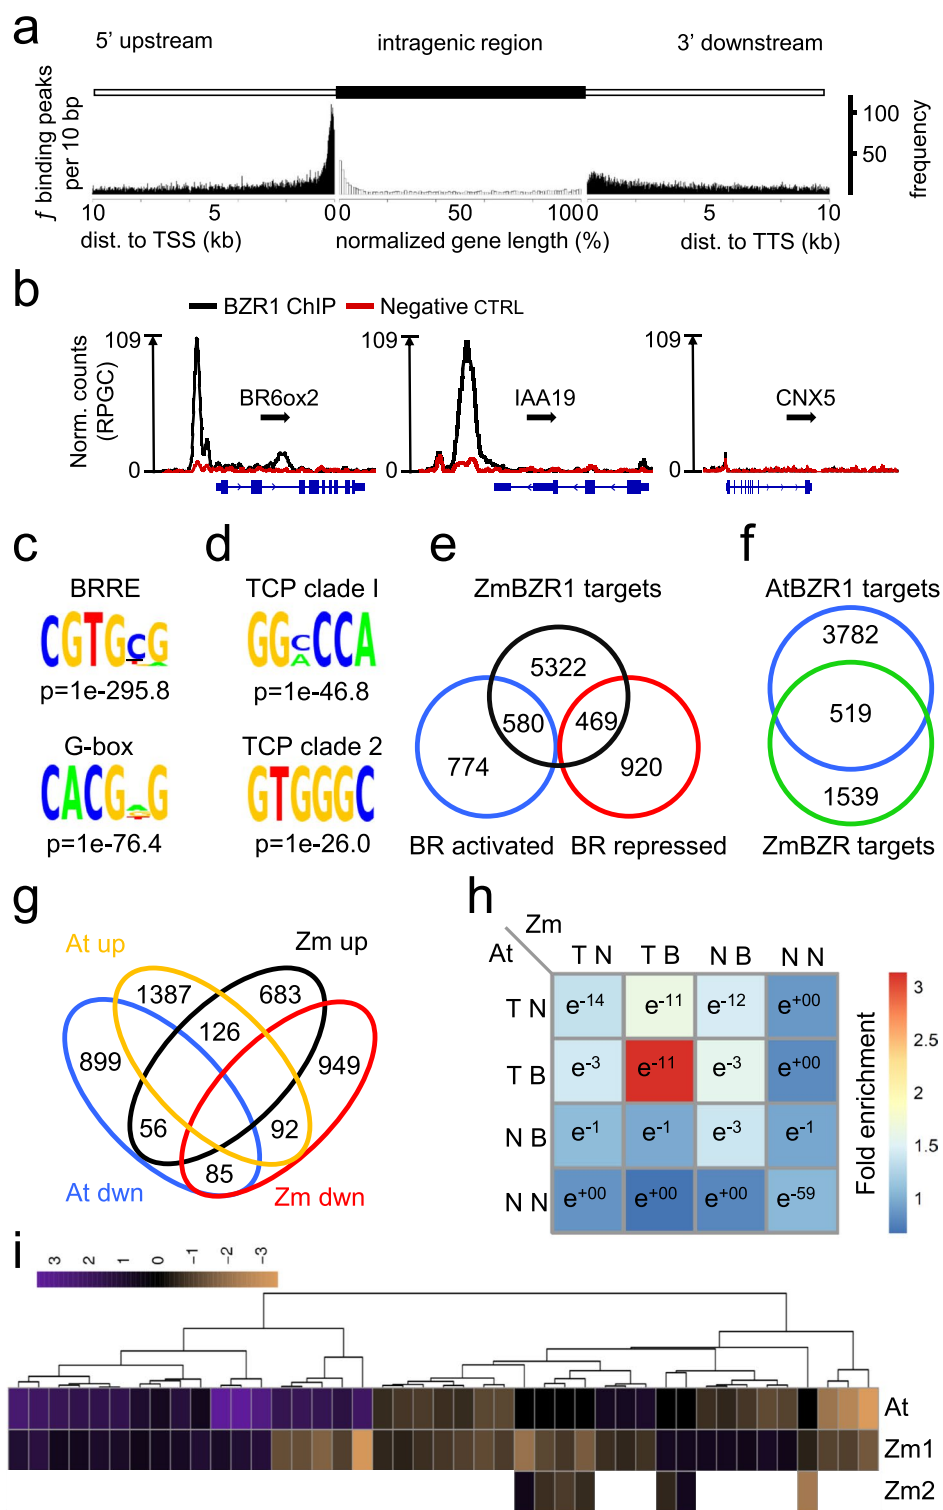 a
5’ upstream
intragenic region
3’ downstream
f binding peaks
per 10 bp
100
50
frequency
10
5
0
0
50
100
0
5
10
dist. to TSS (kb)
normalized gene length (%)
dist. to TTS (kb)
b
BZR1 ChIP
Negative CTRL
Norm. counts
(RPGC)
109
0
BR6ox2
109
0
IAA19
109
0
CNX5
c
BRRE
CGTGCG
p=1e-295.8
G-box
CACG G
p=1e-76.4
d
TCP clade I
GGCCCA
A
p=1e-46.8
TCP clade 2
GTGGGC
p=1e-26.0
e
ZmBZR1 targets
5322
580
469
774
920
BR activated
BR repressed
f
AtBZR1 targets
3782
519
1539
ZmBZR targets
g
At up
Zm up
1387
683
126
899
949
56
92
85
At dwn
Zm dwn
h
Zm
At
T N
T B
N B
N N
T N
e-14
e-11
e-12
e+00
T B
e-3
e-11
e-3
e+00
N B
e-1
e-1
e-3
e-1
N N
e+00
e+00
e+00
e-59
3
2.5
2
1.5
1
Fold enrichment
i
3
2
1
0
-1
-2
-3
At
Zm1
Zm2